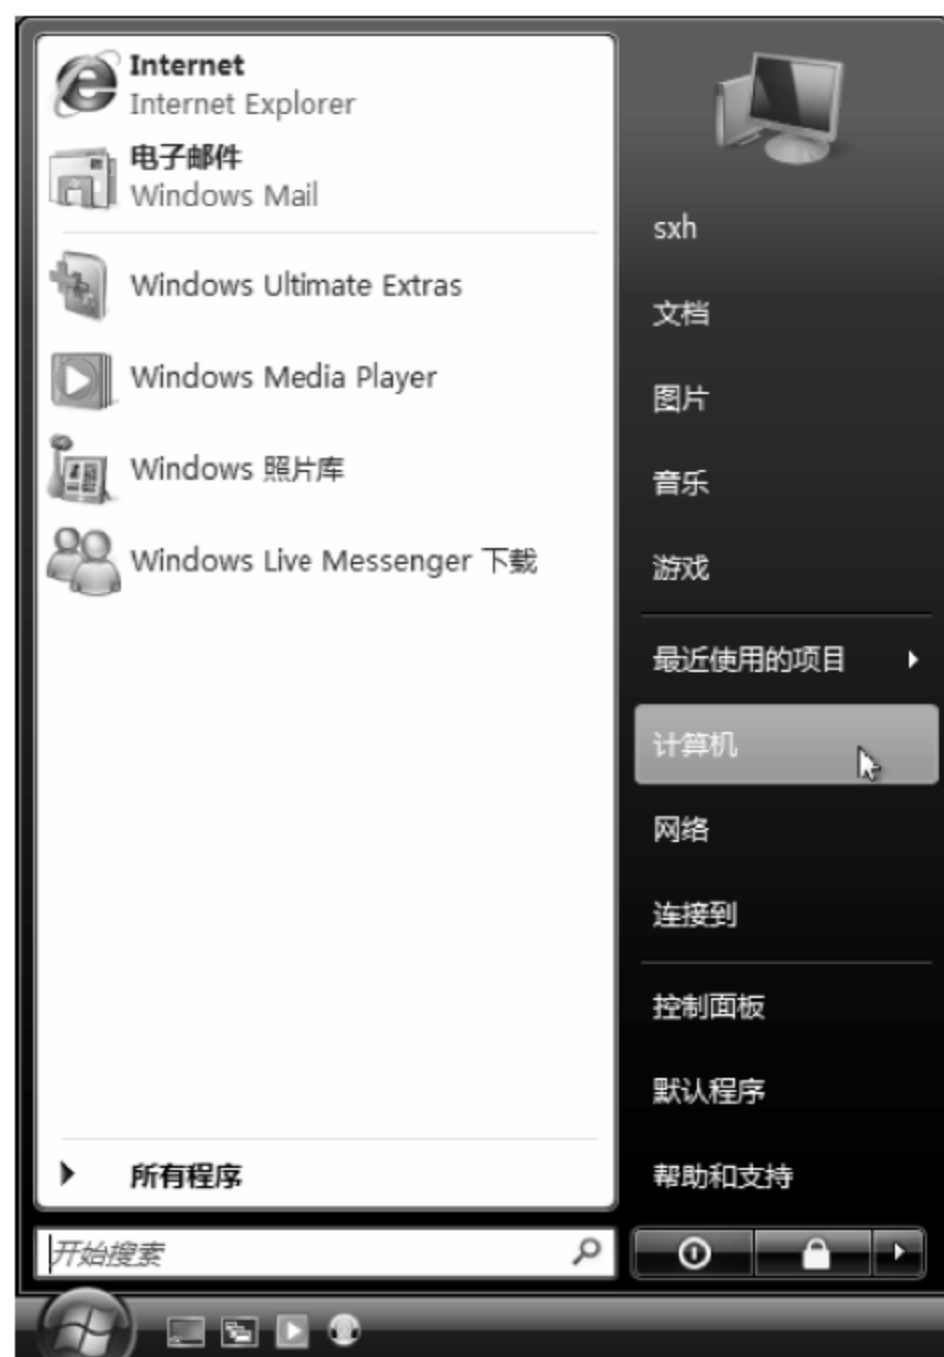 Internet
Internet Explorer
电子邮件
Windows Mail
Windows Ultimate Extras
Windows Media Player
Windows 照片库
Windows Live Messenger 下载
所有程序
开始搜索
sxh
文档
图片
音乐
游戏
最近使用的项目
计算机
网络
连接到
控制面板
默认程序
帮助和支持